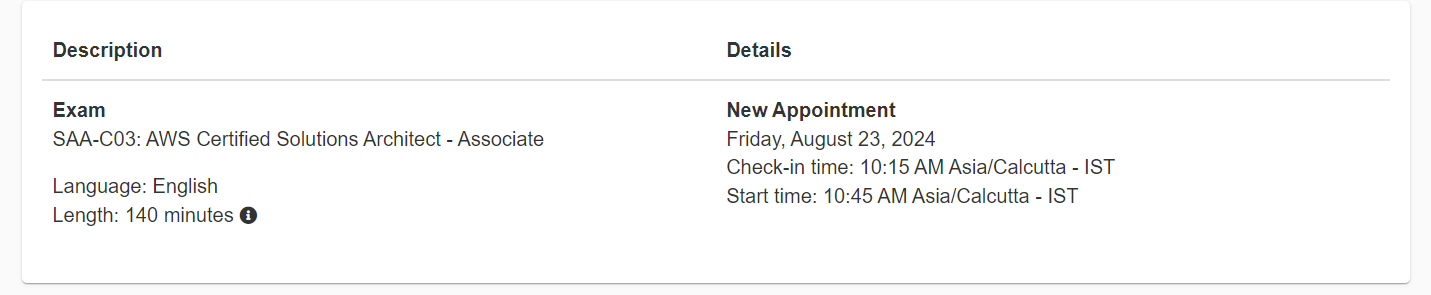 Description
Details
Exam
SAA-C03: AWS Certified Solutions Architect - Associate
Language: English
Length: 140 minutes
New Appointment
Friday, August 23, 2024
Check-in time: 10:15 AM Asia/Calcutta - IST
Start time: 10:45 AM Asia/Calcutta - IST